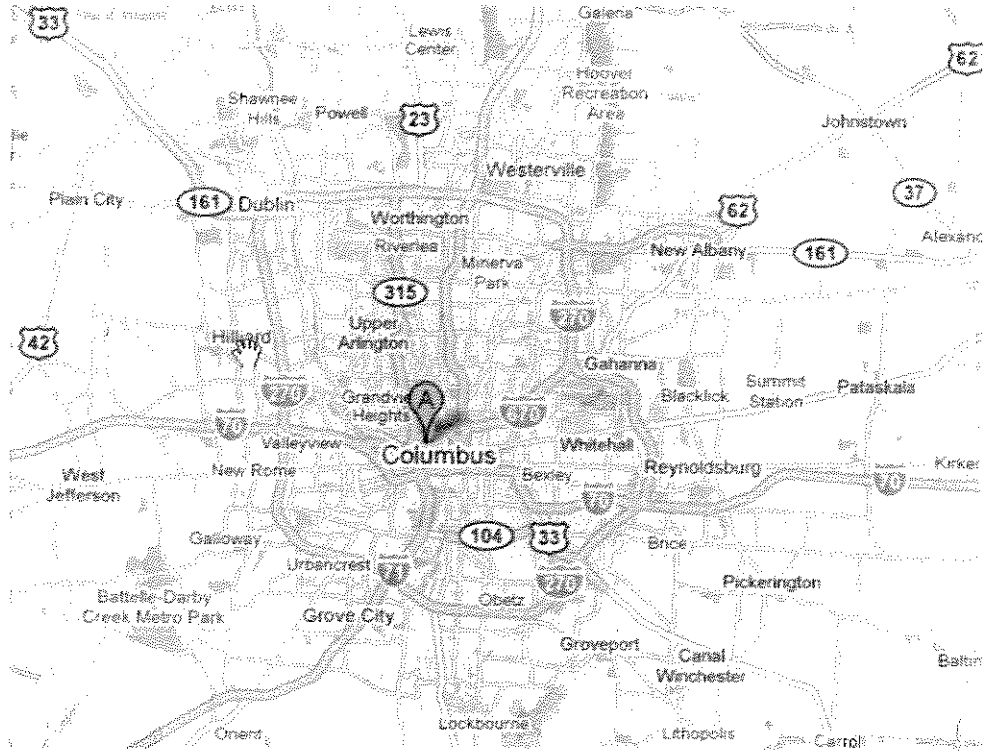 33
Lewis
Center
Galena
62
Shawnee
Hills
Powell
23
Hoover
Recreation
Area
Johnstown
Westerville
Plain City
161
Dublin
Worthington
62
37
Riverlea
New Albany
161
Alexand
Minerva
Park
315
270
42
Hilliard
Upper
Arlington
Gahanna
270
Grandvie
Heights
A
670
Blacklick
Summit
Station
Pataskala
70
Valleyview
Columbus
Whitehall
West
Jefferson
New Rome
Bexley
Reynoldsburg
70
Kirker
70
Galloway
104
33
Brice
Urbancrest
71
270
Pickerington
Battelle-Darby
Creek Metro Park
Grove City
Obetz
Groveport
Canal
Winchester
Baltim
Orient
Lockbourne
Lithopolis
Carroll